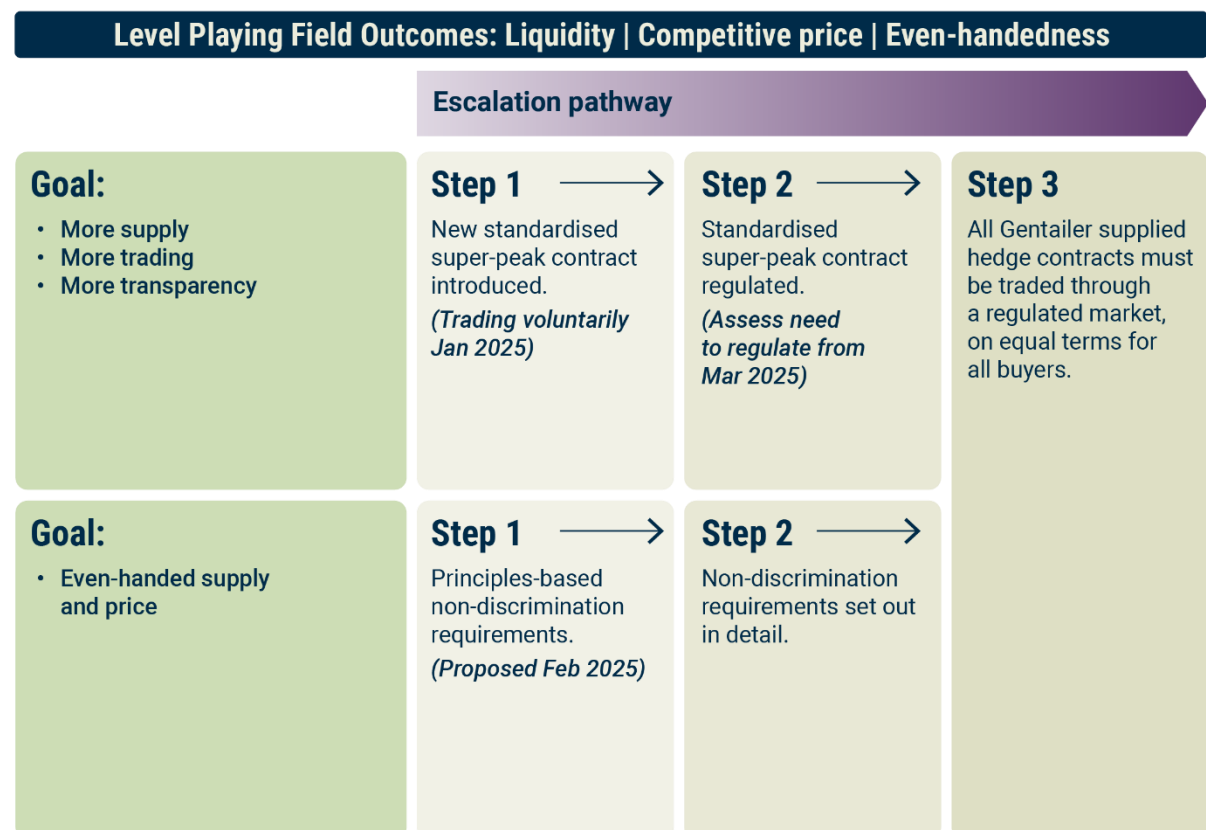 Level Playing Field Outcomes: Liquidity | Competitive price | Even-handedness
Escalation pathway
Goal:
• More supply
• More trading
• More transparency
Step 1
New standardised
super-peak contract
introduced.
(Trading voluntarily
Jan 2025)
Step 2
Standardised
super-peak contract
regulated.
(Assess need
to regulate from
Mar 2025)
Step 3
All Gentailer supplied
hedge contracts must
be traded through
a regulated market,
on equal terms for
all buyers.
Goal:
• Even-handed supply
and price
Step 1
Principles-based
non-discrimination
requirements.
(Proposed Feb 2025)
Step 2
Non-discrimination
requirements set out
in detail.